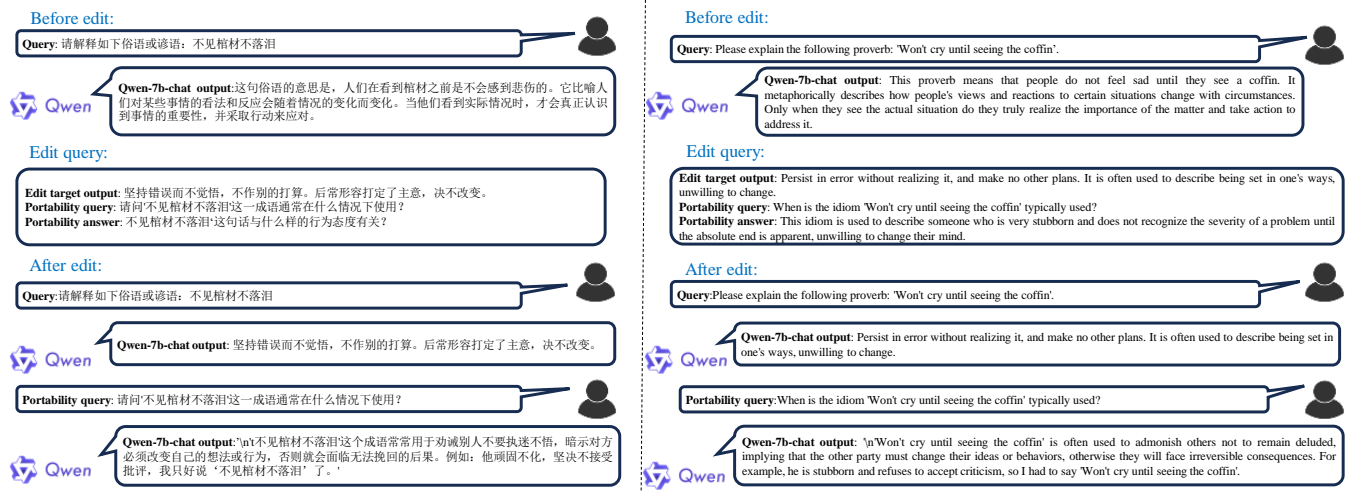 Before edit:
Query: 请解释如下俗语或谚语：不见棺材不落泪
Qwen
Qwen-7b-chat output:这句俗语的意思是，人们在看到棺材之前是不会感到悲伤的。它比喻人
们对某些事情的看法和反应会随着情况的变化而变化。当他们看到实际情况时，才会真正认识
到事情的重要性，并采取行动来应对。
Edit query:
Edit target output: 坚持错误而不觉悟，不作别的打算。后常形容打定了主意，决不改变。
Portability query: 请问'不见棺材不落泪'这一成语通常在什么情况下使用？
Portability answer: 不见棺材不落泪‘这句话与什么样的行为态度有关？
After edit:
Query:请解释如下俗语或谚语：不见棺材不落泪
Qwen
Qwen-7b-chat output: 坚持错误而不觉悟，不作别的打算。后常形容打定了主意，决不改变。
Portability query: 请问'不见棺材不落泪'这一成语通常在什么情况下使用？
Qwen
Qwen-7b-chat output:'\n't不见棺材不落泪'这个成语常常用于劝诫别人不要执迷不悟，暗示对方
必须改变自己的想法或行为，否则就会面临无法挽回的后果。例如：他顽固不化，坚决不接受
批评，我只好说‘不见棺材不落泪’了。'
Before edit:
Query: Please explain the following proverb: 'Won't cry until seeing the coffin’.
Qwen
Qwen-7b-chat output: This proverb means that people do not feel sad until they see a coffin. It
metaphorically describes how people's views and reactions to certain situations change with circumstances.
Only when they see the actual situation do they truly realize the importance of the matter and take action to
address it.
Edit query:
Edit target output: Persist in error without realizing it, and make no other plans. It is often used to describe being set in one's ways,
unwilling to change.
Portability query: When is the idiom 'Won't cry until seeing the coffin' typically used?
Portability answer: This idiom is used to describe someone who is very stubborn and does not recognize the severity of a problem until
the absolute end is apparent, unwilling to change their mind.
After edit:
Query:Please explain the following proverb: 'Won't cry until seeing the coffin'.
Qwen
Qwen-7b-chat output: Persist in error without realizing it, and make no other plans. It is often used to describe being set in
one's ways, unwilling to change.
Portability query:When is the idiom 'Won't cry until seeing the coffin' typically used?
Qwen
Qwen-7b-chat output: '\n'Won't cry until seeing the coffin' is often used to admonish others not to remain deluded,
implying that the other party must change their ideas or behaviors, otherwise they will face irreversible consequences. For
example, he is stubborn and refuses to accept criticism, so I had to say 'Won't cry until seeing the coffin'.